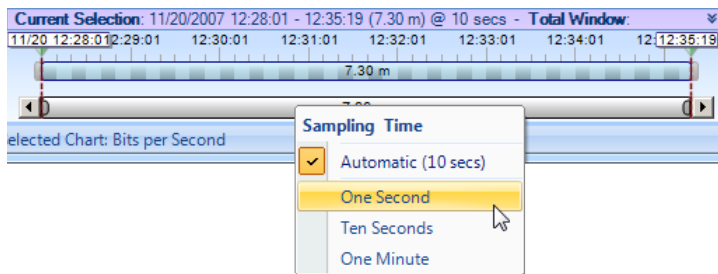 Current Selection: 11/20/2007 12:28:01 - 12:35:19 (7.30 m) @ 10 secs - Total Window:
11/20 12:28:01 2:29:01 12:30:01 12:31:01 12:32:01 12:33:01 12:34:01 12: 12:35:19
7.30 m
elected Chart: Bits per Second
Sampling Time
Automatic (10 secs)
One Second
Ten Seconds
One Minute